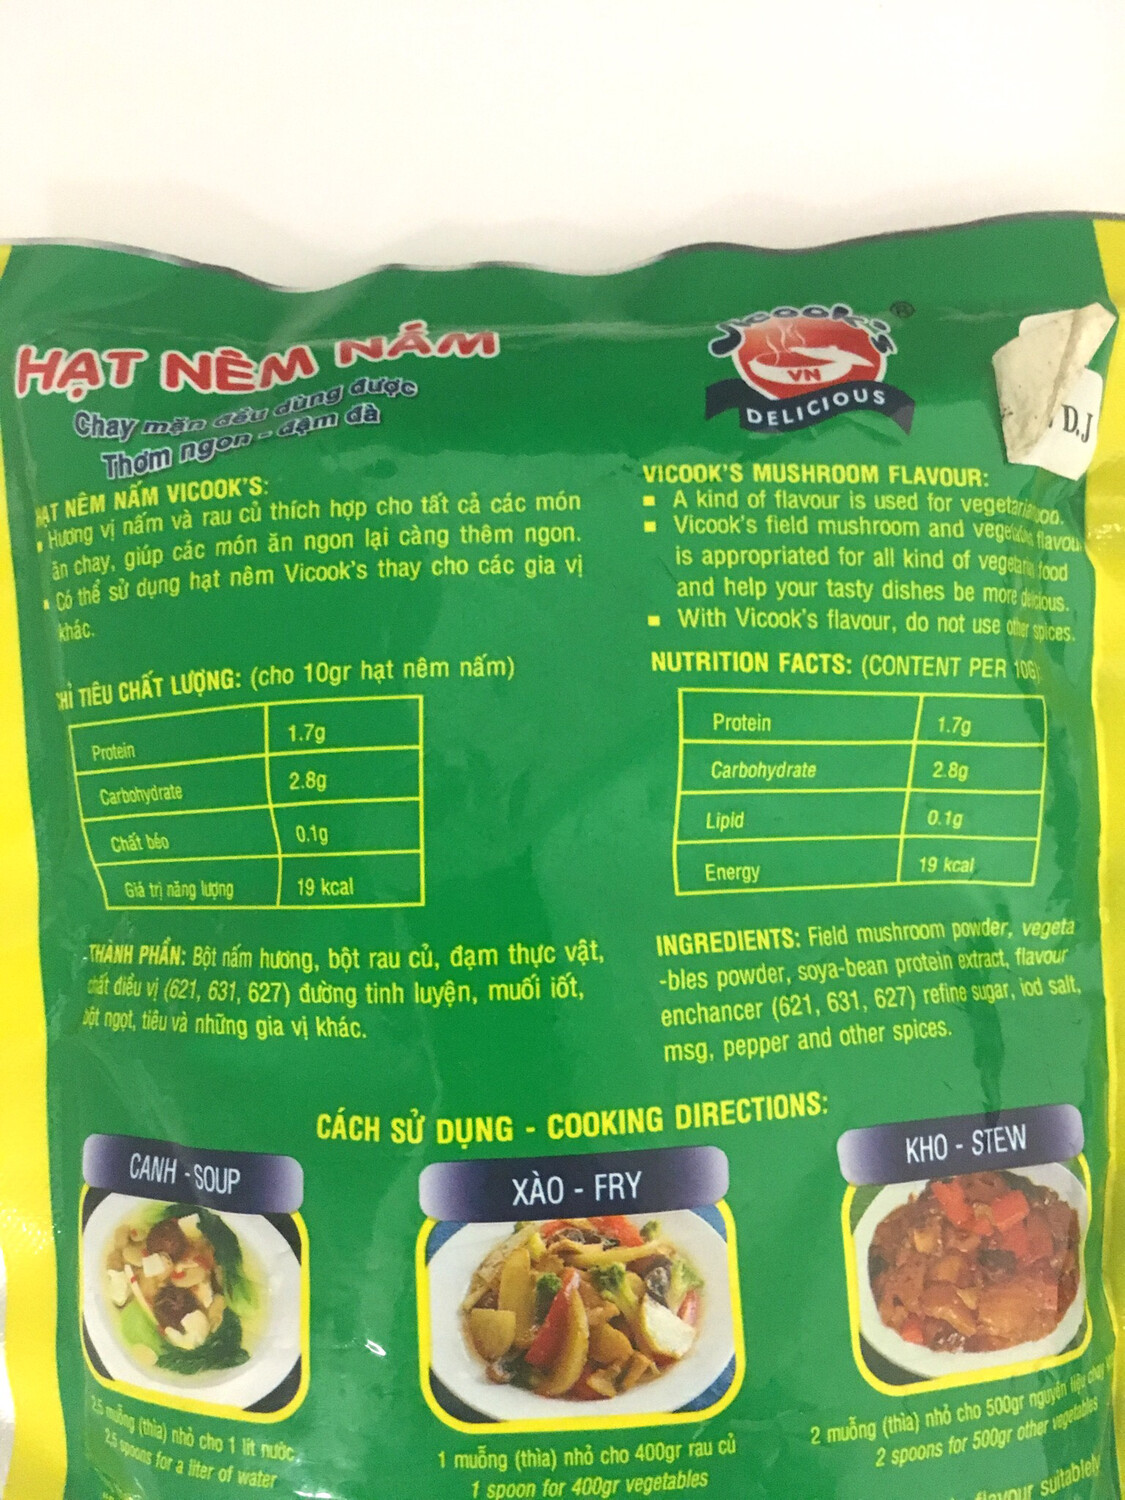 HẠT NÊM NẤM
Chay mặn đều dùng được
Thơm ngon - đậm đà
Vicook's ®
VN
DELICIOUS
D.J
HẠT NÊM NẤM VICOOK'S:
▪ Hương vị nấm và rau củ thích hợp cho tất cả các món
ăn chay, giúp các món ăn ngon lại càng thêm ngon.
▪ Có thể sử dụng hạt nêm Vicook's thay cho các gia vị
khác.
VICOOK'S MUSHROOM FLAVOUR:
▪ A kind of flavour is used for vegetarian food.
▪ Vicook's field mushroom and vegetables flavou
is appropriated for all kind of vegetarian food
and help your tasty dishes be more delicious.
▪ With Vicook's flavour, do not use other spices.
CHỈ TIÊU CHẤT LƯỢNG: (cho 10gr hạt nêm nấm)
Protein 1.7g
Carbohydrate 2.8g
Chất béo 0.1g
Giá trị năng lượng 19 kcal
NUTRITION FACTS: (CONTENT PER 10G):
Protein 1.7g
Carbohydrate 2.8g
Lipid 0.1g
Energy 19 kcal
THÀNH PHẦN: Bột nấm hương, bột rau củ, đạm thực vật,
chất điều vị (621, 631, 627) đường tinh luyện, muối iốt,
bột ngọt, tiêu và những gia vị khác.
INGREDIENTS: Field mushroom powder, vegeta
-bles powder, soya-bean protein extract, flavour
enchancer (621, 631, 627) refine sugar, iod salt,
msg, pepper and other spices.
CÁCH SỬ DỤNG - COOKING DIRECTIONS:
CANH - SOUP
XÀO - FRY
KHO - STEW
2,5 muỗng (thìa) nhỏ cho 1 lít nước
2,5 spoons for a liter of water
1 muỗng (thìa) nhỏ cho 400gr rau củ
1 spoon for 400gr vegetables
2 muỗng (thìa) nhỏ cho 500gr nguyên liệu chay
2 spoons for 500gr other vegetables
flavour suitablely